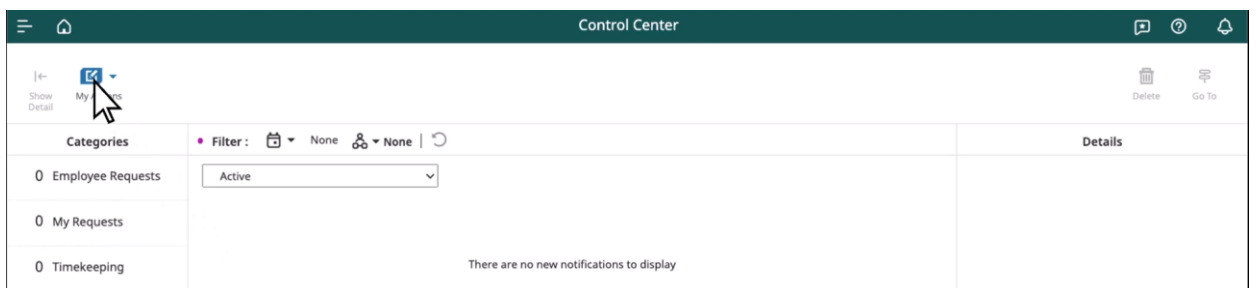 Control Center
Show
Detail
My
Delete
Go To
Categories
Filter :
None
None
Details
0 Employee Requests
Active
0 My Requests
0 Timekeeping
There are no new notifications to display